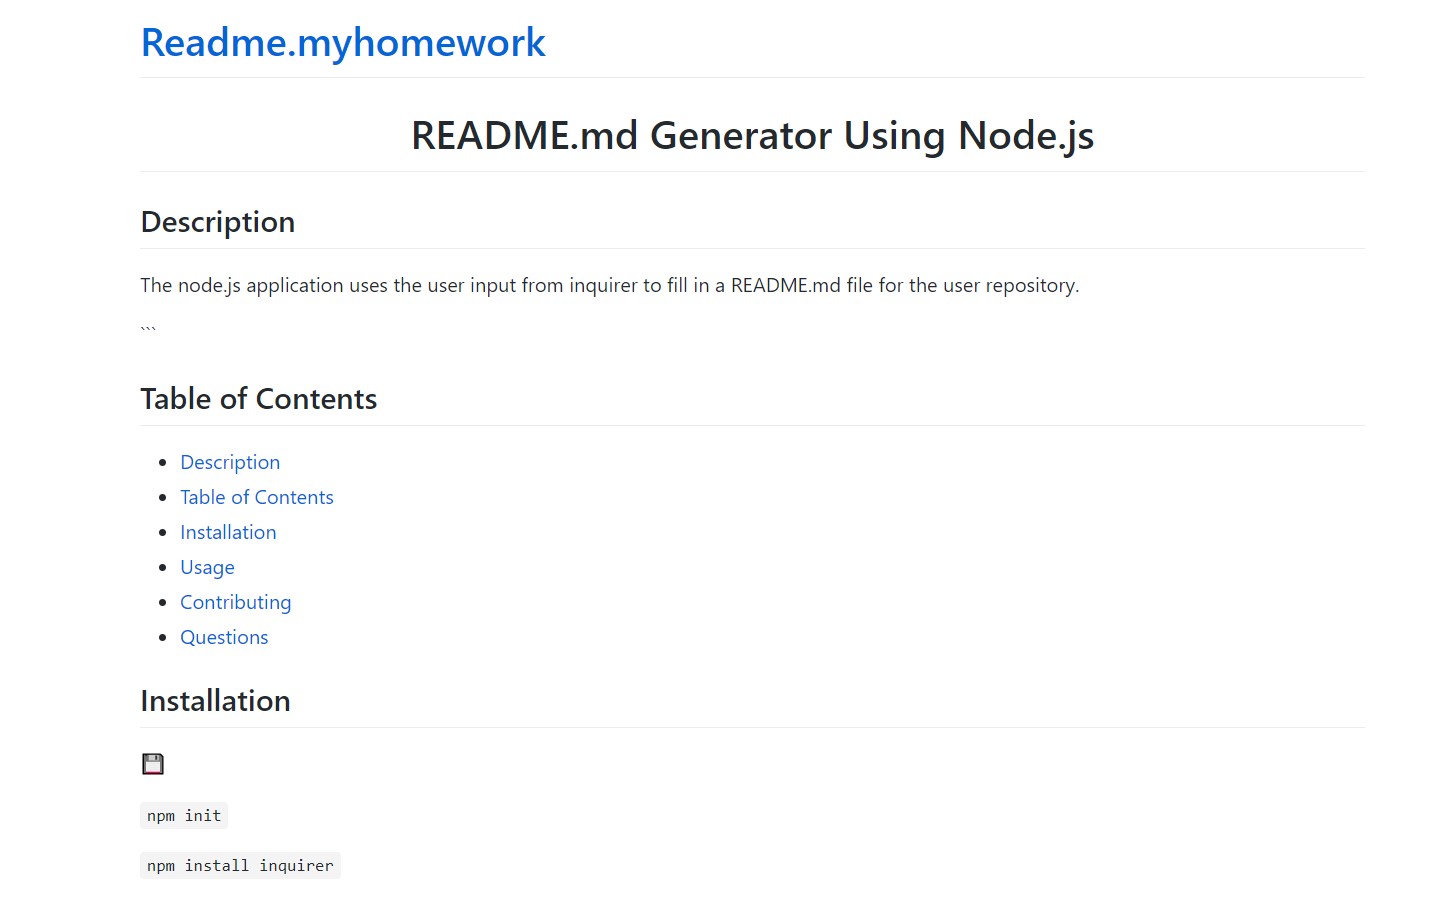 Readme.myhomework
README.md Generator Using Node.js
Description
The node.js application uses the user input from inquirer to fill in a README.md file for the user repository.
```
Table of Contents
Description
Table of Contents
Installation
Usage
Contributing
Questions
Installation
npm init
npm install inquirer